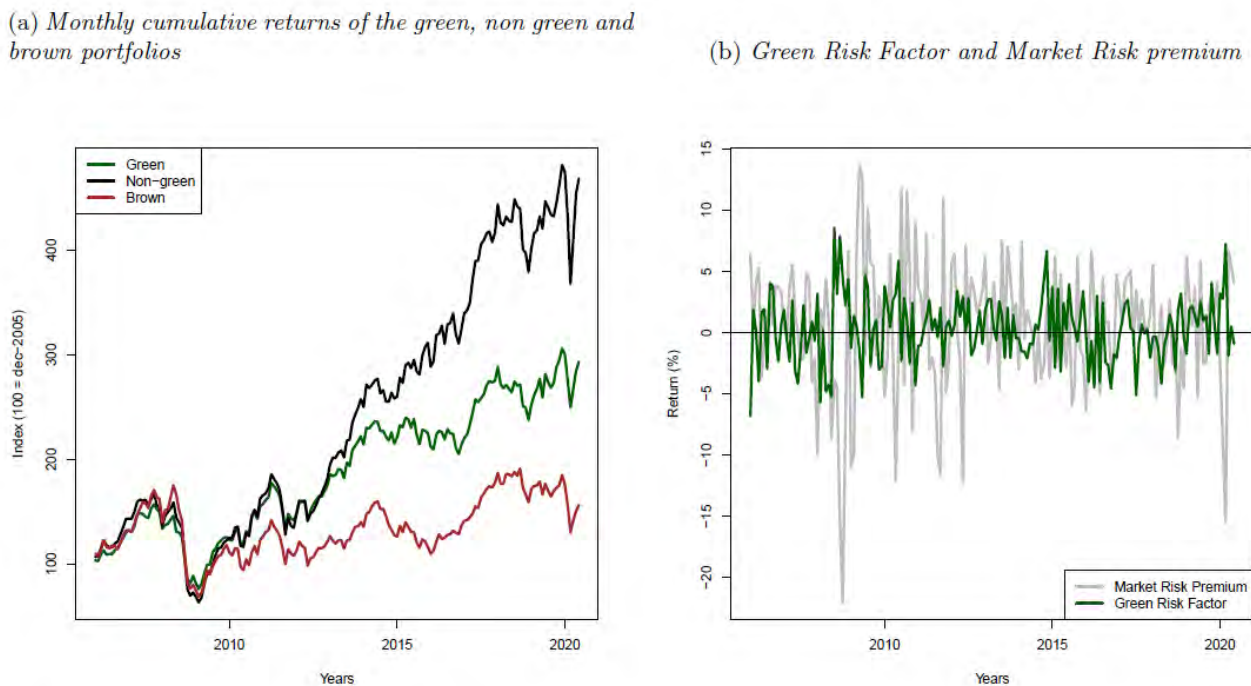 (a) Monthly cumulative returns of the green, non green and
brown portfolios
(b) Green Risk Factor and Market Risk premium
Green
Non-green
Brown
Index (100 = dec-2005)
400
300
200
100
2010
2015
2020
Years
Return (%)
15
10
5
0
-5
-10
-15
-20
Market Risk Premium
Green Risk Factor
2010
2015
2020
Years